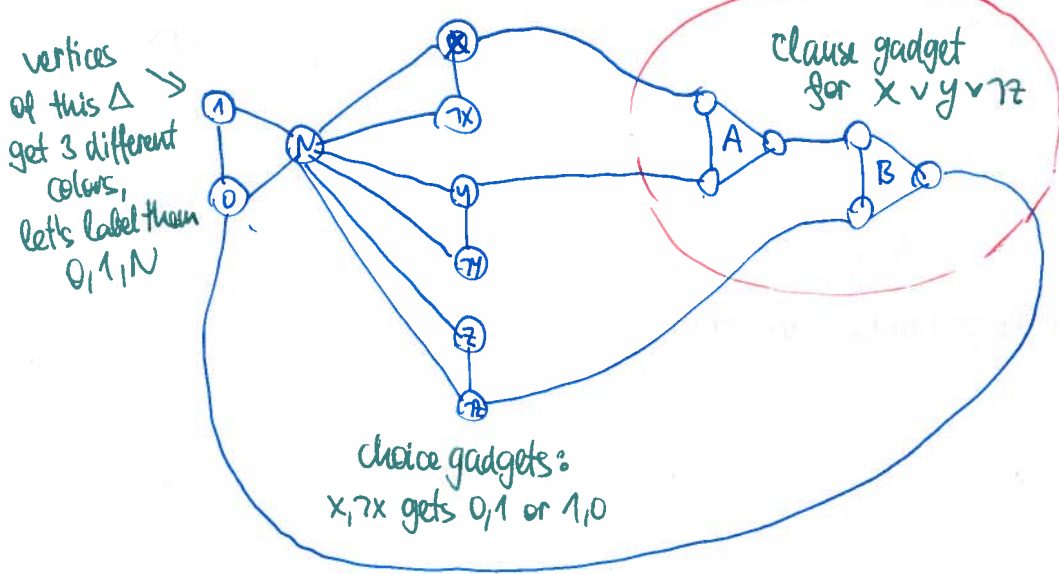 vertices
of this Δ
get 3 different
colors,
let's label them
0,1,N
1
0
N
x
¬x
y
¬y
z
¬z
A
B
Clause gadget
for x ∨ y ∨ ¬z
choice gadgets:
x,¬x gets 0,1 or 1,0